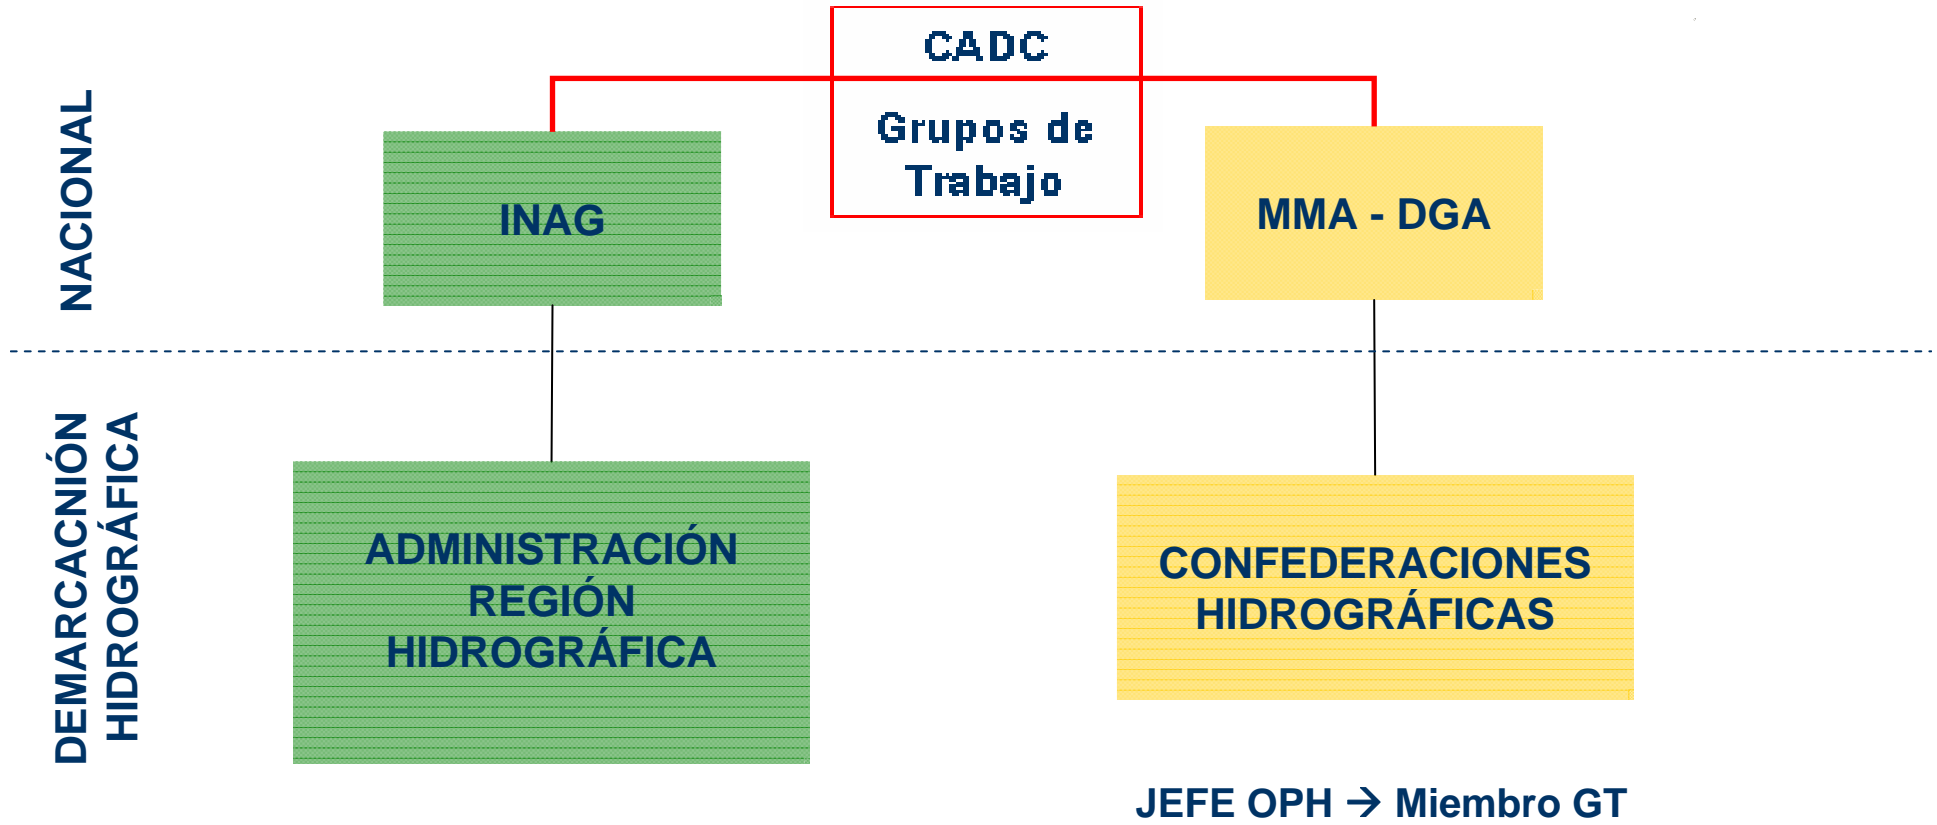 CADC
Grupos de
Trabajo
NACIONAL
INAG
MMA - DGA
DEMARCACNIÓN
HIDROGRÁFICA
ADMINISTRACIÓN
REGIÓN
HIDROGRÁFICA
CONFEDERACIONES
HIDROGRÁFICAS
JEFE OPH → Miembro GT